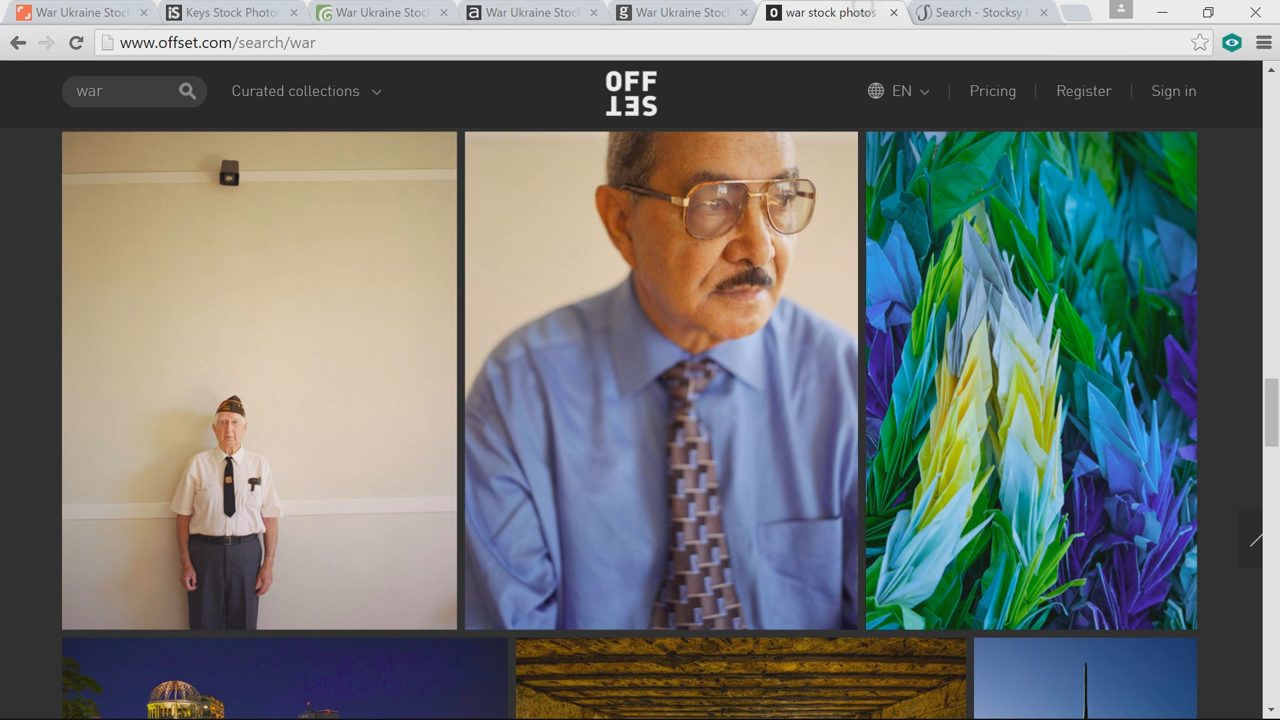 War Ukraine Stock
Keys Stock Photos
War Ukraine Stock
War Ukraine Stock
War Ukraine Stock
war stock photos
Search - Stocksy
www.offset.com/search/war
war
Curated collections
OFF
SET
EN
Pricing
Register
Sign in